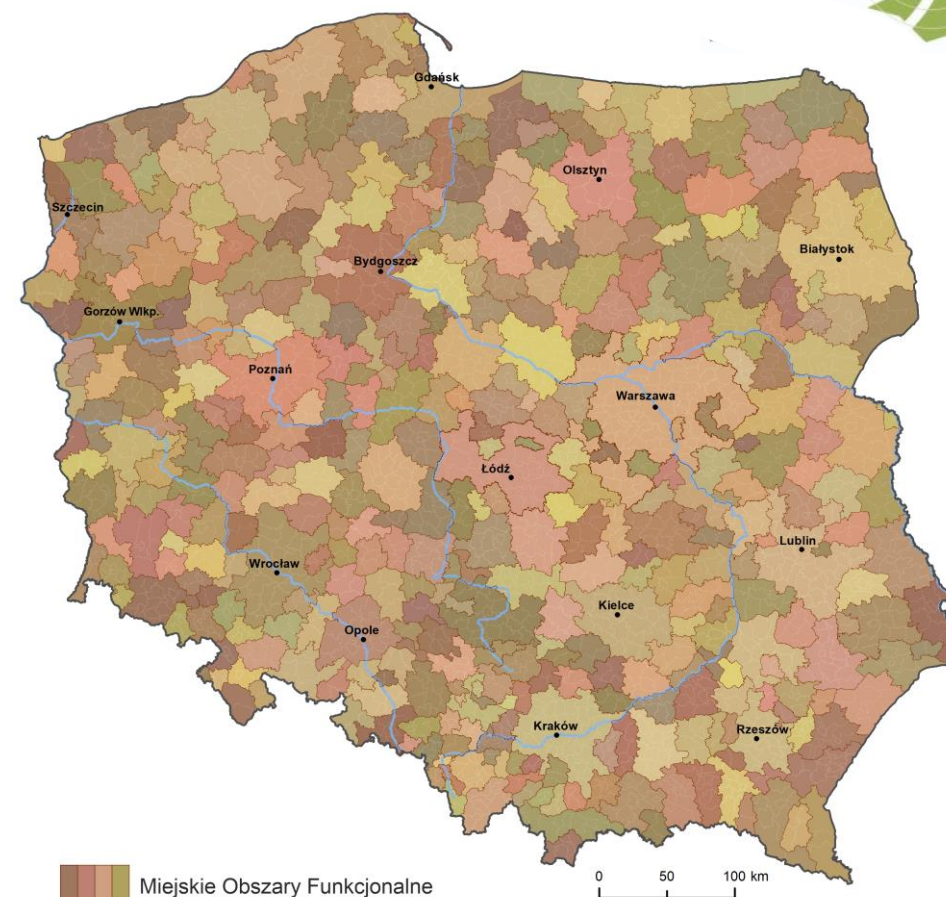 Gdańsk
Olsztyn
Szczecin
Białystok
Bydgoszcz
Gorzów Wlkp.
Poznań
Warszawa
Łódź
Lublin
Wrocław
Kielce
Opole
Kraków
Rzeszów
Miejskie Obszary Funkcjonalne
0 50 100 km